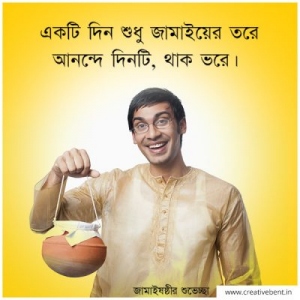 একটি দিন শুধু জামাইয়ের তরে
আনন্দে দিনটি, থাক ভরে।
জামাইষষ্ঠীর শুভেচ্ছা
www.creativebent.in